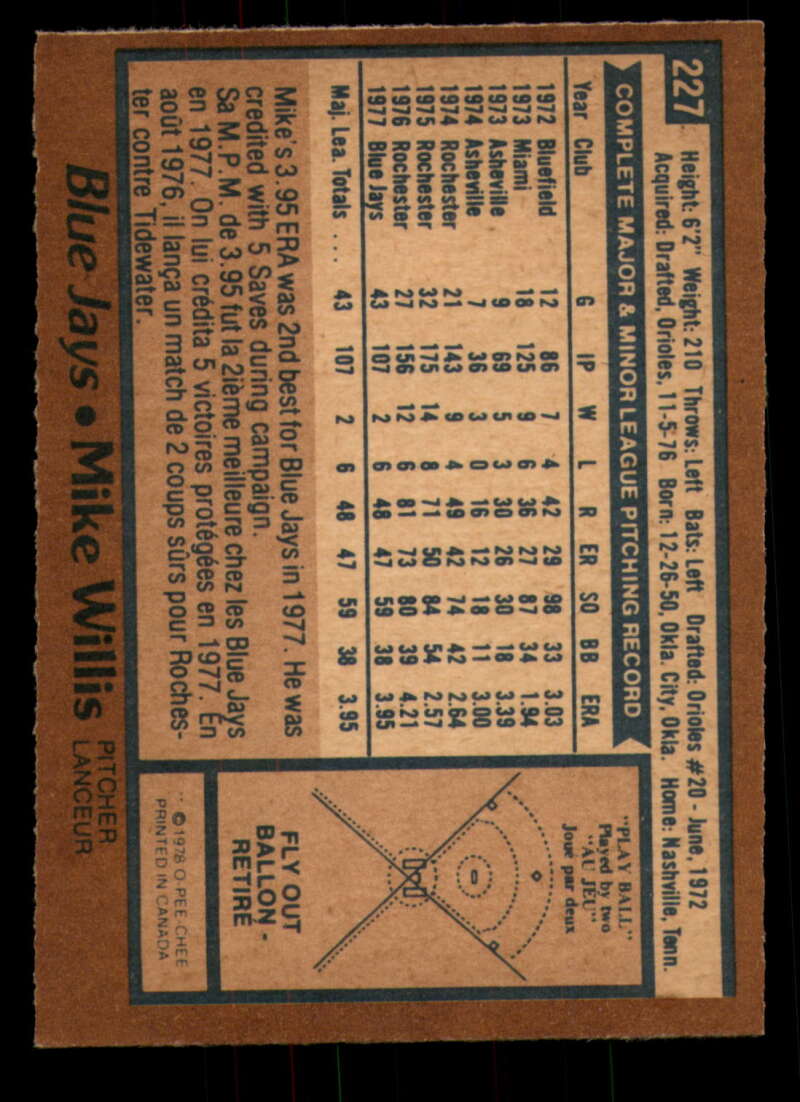 227
Height: 6'2" Weight: 210 Throws: Left Bats: Left Drafted: Orioles #20 - June, 1972
Acquired: Drafted, Orioles, 11-5-76 Born: 12-26-50, Okla. City, Okla. Home: Nashville, Tenn.
COMPLETE MAJOR & MINOR LEAGUE PITCHING RECORD
Year Club G IP W L R ER SO BB ERA
1972 Bluefield 12 86 7 4 42 29 98 33 3.03
1973 Miami 18 125 9 6 36 27 87 34 1.94
1973 Asheville 9 69 5 3 30 26 30 18 3.39
1974 Asheville 7 36 3 0 16 12 18 11 3.00
1974 Rochester 21 143 9 4 49 42 74 42 2.64
1975 Rochester 32 175 14 8 71 50 84 54 2.57
1976 Rochester 27 156 12 6 81 73 80 39 4.21
1977 Blue Jays 43 107 2 6 48 47 59 38 3.95
Maj. Lea. Totals .... 43 107 2 6 48 47 59 38 3.95
Mike's 3.95 ERA was 2nd best for Blue Jays in 1977. He was
credited with 5 Saves during campaign.
Sa M.P.M. de 3.95 fut la 2ième meilleure chez les Blue Jays
en 1977. On lui crédita 5 victoires protégées en 1977. En
août 1976, il lança un match de 2 coups sûrs pour Roches-
ter contre Tidewater.
"PLAY BALL"
Played by two
"AU JEU"
Joué par deux
FLY OUT
BALLON -
RETIRÉ
©1978 O-PEE-CHEE
PRINTED IN CANADA
Blue Jays • Mike Willis PITCHER
LANCEUR